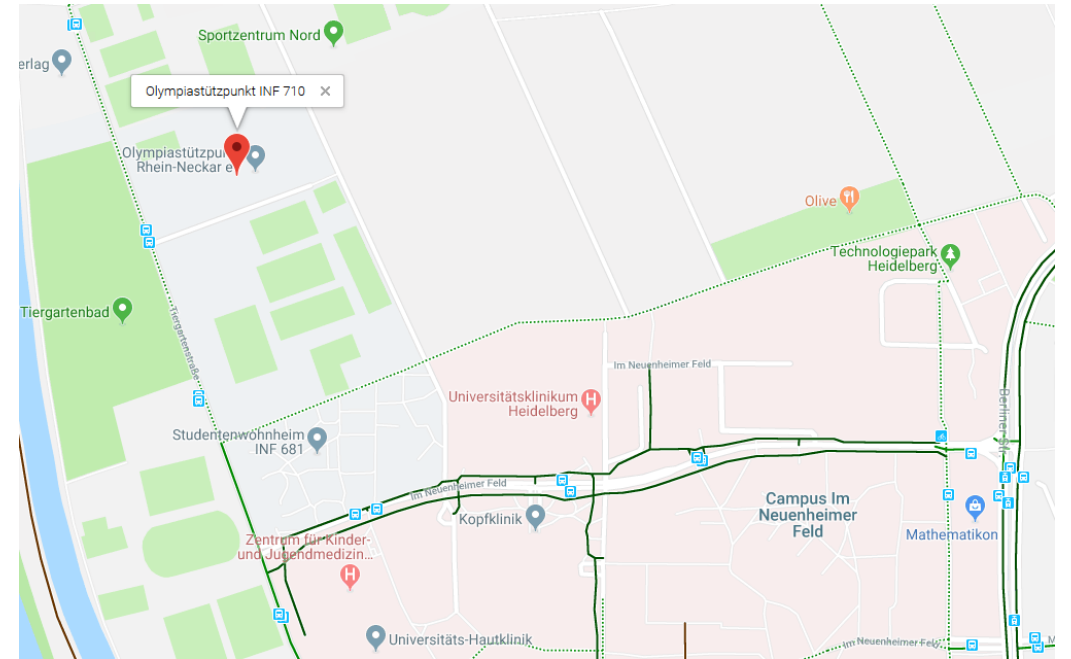 Sportzentrum Nord
erlag
Olympiastützpunkt INF 710
Olympiastützpu
Rhein-Neckar e
Olive
Technologiepark
Heidelberg
Tiergartenbad
Tiergartenstraße
Im Neuenheimer Feld
Universitätsklinikum
Heidelberg
Berliner Str.
Studentenwohnheim
INF 681
Im Neuenheimer Feld
Campus Im
Neuenheimer
Feld
Kopfklinik
Mathematikon
Zentrum für Kinder-
und Jugendmedizin...
Universitäts-Hautklinik
Im Neuenheimer Feld
M